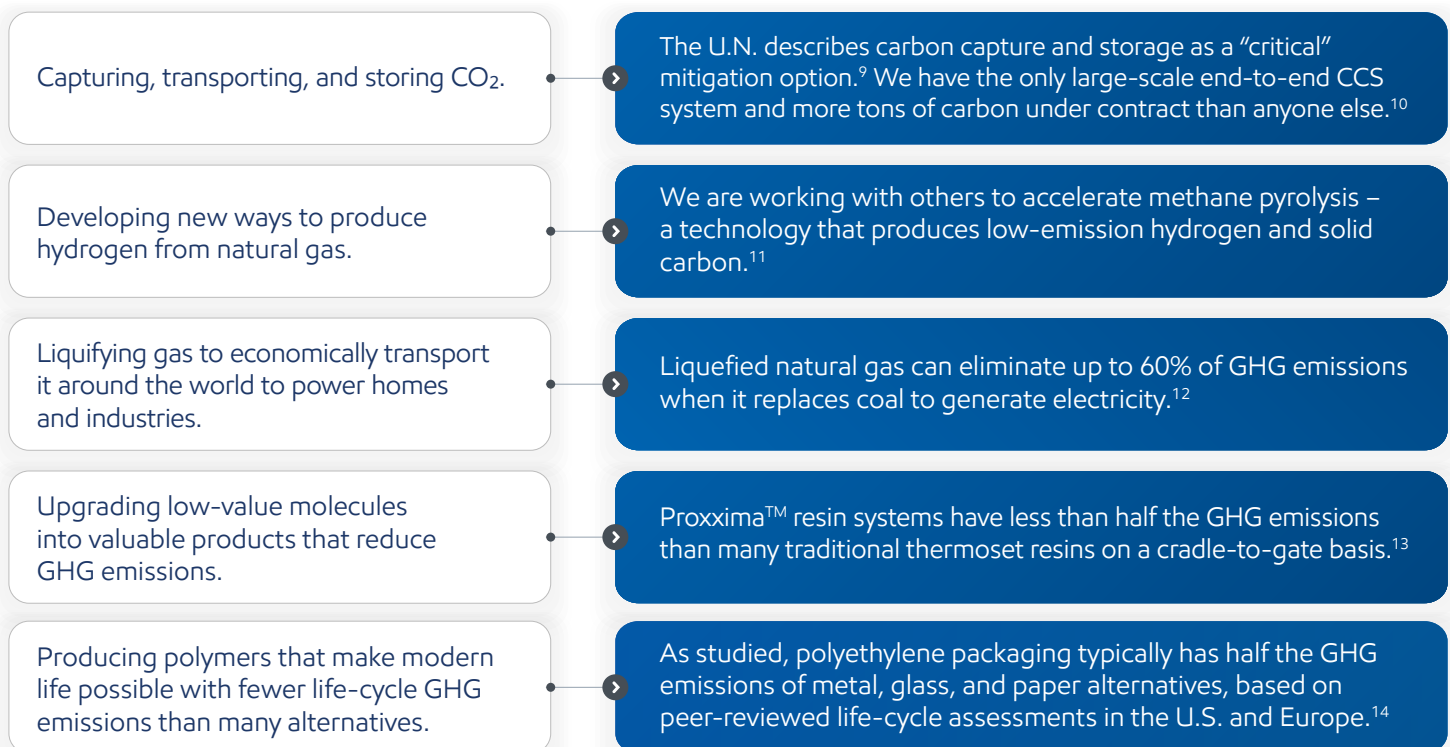 Capturing, transporting, and storing CO₂.
The U.N. describes carbon capture and storage as a “critical”
mitigation option.⁹ We have the only large-scale end-to-end CCS
system and more tons of carbon under contract than anyone else.¹⁰
Developing new ways to produce
hydrogen from natural gas.
We are working with others to accelerate methane pyrolysis –
a technology that produces low-emission hydrogen and solid
carbon.¹¹
Liquifying gas to economically transport
it around the world to power homes
and industries.
Liquefied natural gas can eliminate up to 60% of GHG emissions
when it replaces coal to generate electricity.¹²
Upgrading low-value molecules
into valuable products that reduce
GHG emissions.
Proxxima™ resin systems have less than half the GHG emissions
than many traditional thermoset resins on a cradle-to-gate basis.¹³
Producing polymers that make modern
life possible with fewer life-cycle GHG
emissions than many alternatives.
As studied, polyethylene packaging typically has half the GHG
emissions of metal, glass, and paper alternatives, based on
peer-reviewed life-cycle assessments in the U.S. and Europe.¹⁴